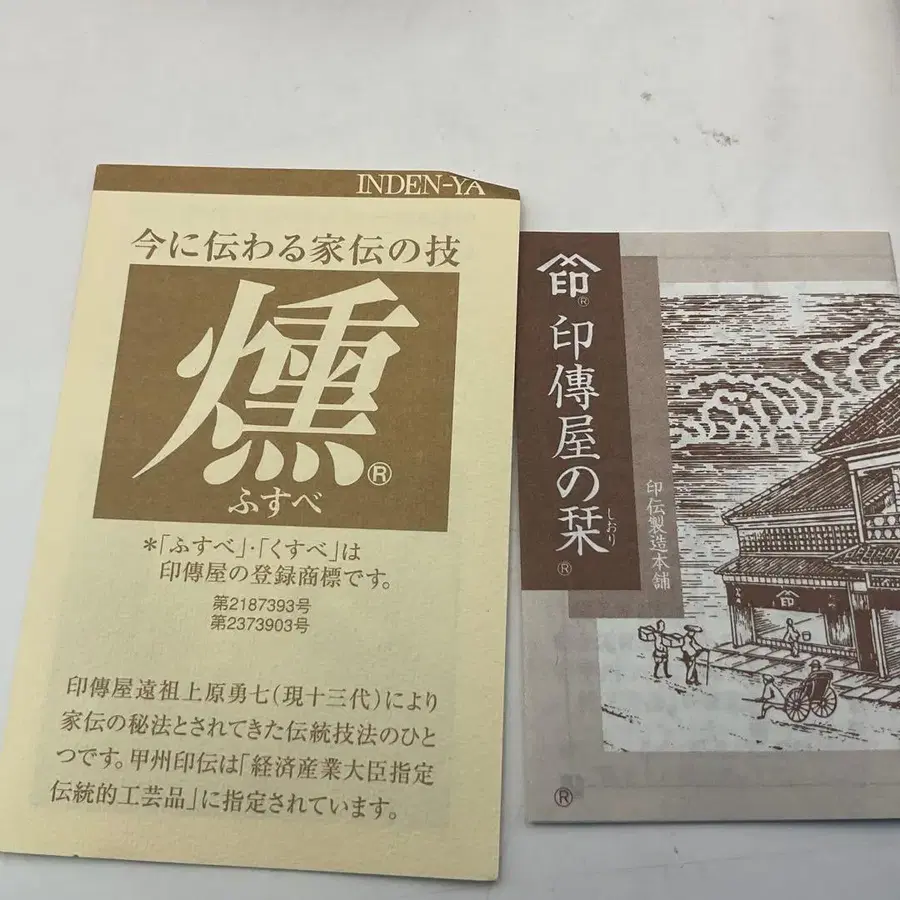 INDEN-YA
今に伝わる家伝の技
燻®
ふすべ
*「ふすべ」・「くすべ」は
印傳屋の登録商標です。
第2187393号
第2373903号
印傳屋遠祖上原勇七(現十三代)により
家伝の秘法とされてきた伝統技法のひと
つです。甲州印伝は「経済産業大臣指定
伝統的工芸品」に指定されています。
印®
印傳屋の栞®
しおり
印伝製造本舗
印
®